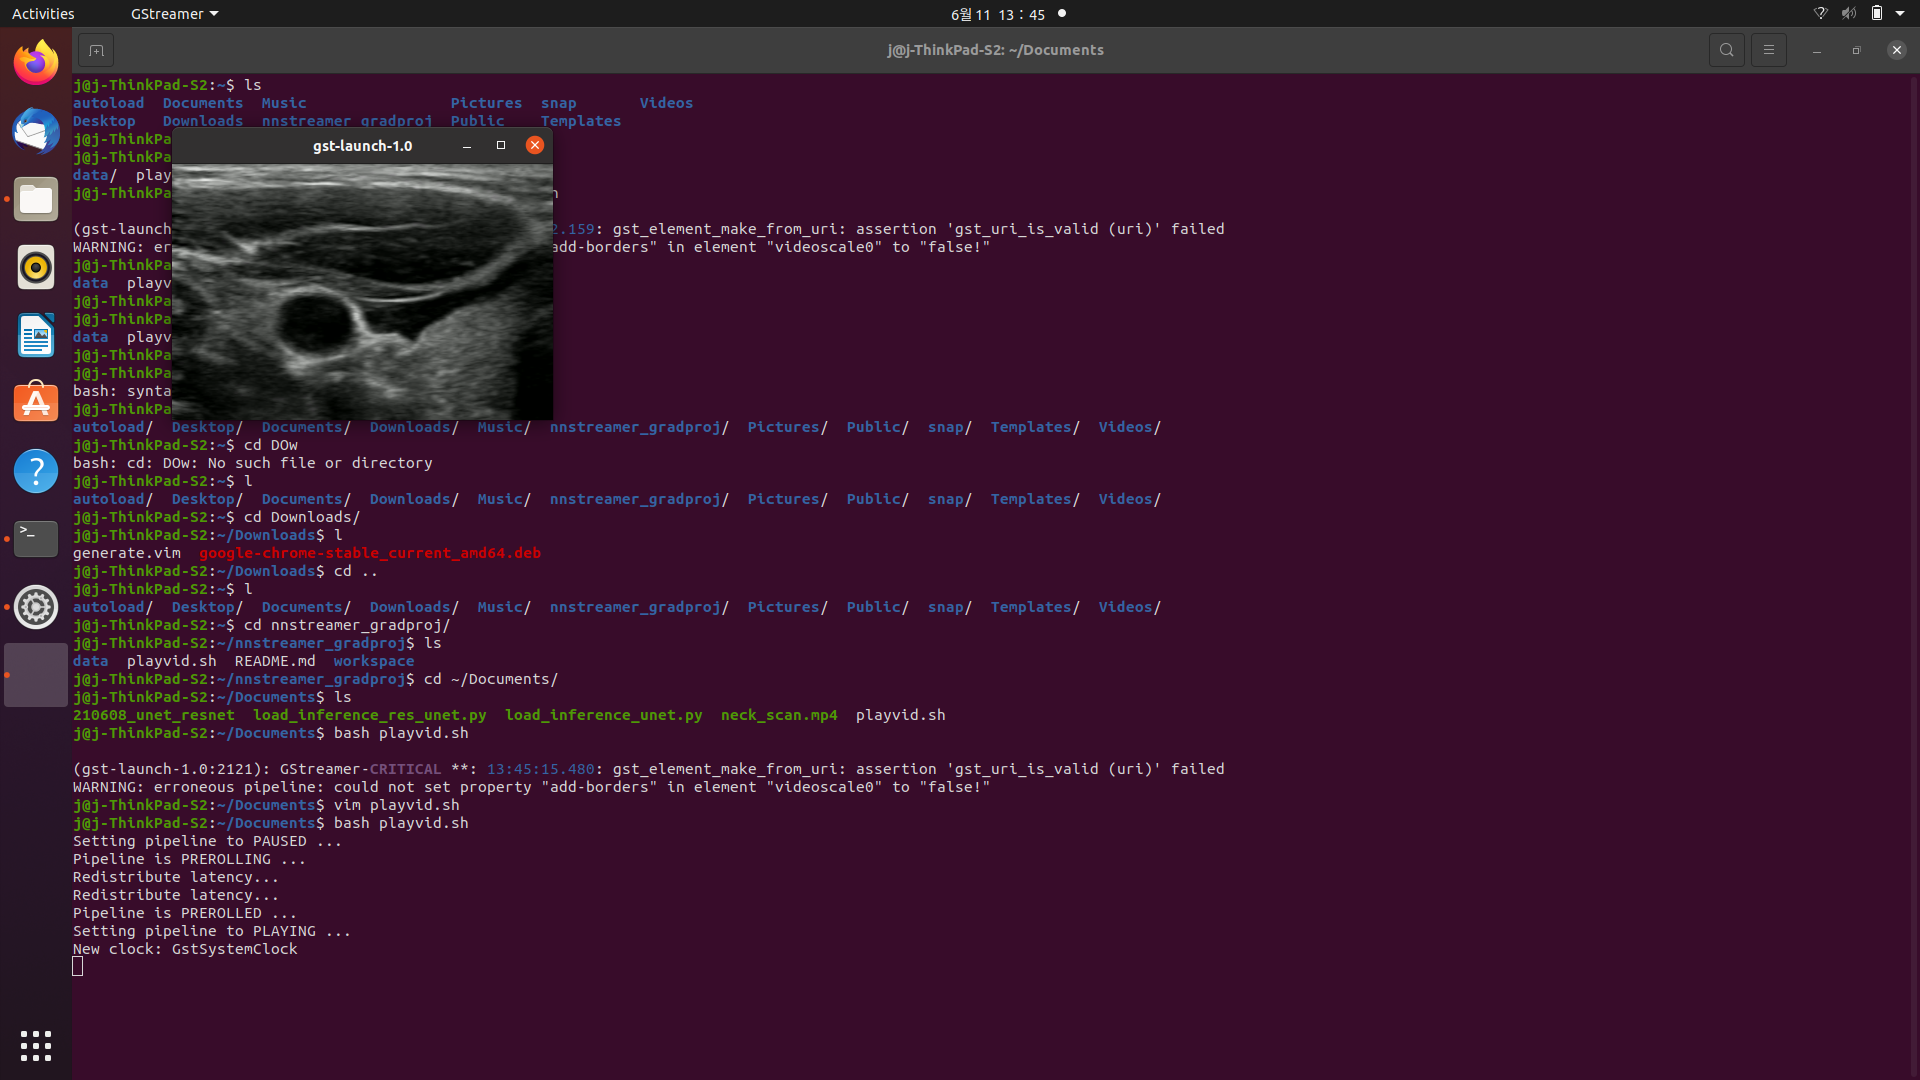 Activities GStreamer 6월 11 13 : 45
j@j-ThinkPad-S2: ~/Documents
j@j-ThinkPad-S2:~$ ls
autoload Documents Music Pictures snap Videos
Desktop Downloads nnstreamer_gradproj Public Templates
j@j-ThinkPa
gst-launch-1.0
j@j-ThinkPa
data/ play
j@j-ThinkPa n
(gst-launch 2.159: gst_element_make_from_uri: assertion 'gst_uri_is_valid (uri)' failed
WARNING: er add-borders" in element "videoscale0" to "false!"
j@j-ThinkPa
data playv
j@j-ThinkPa
j@j-ThinkPa
data playv
j@j-ThinkPa
j@j-ThinkPa
bash: synta
j@j-ThinkPa
autoload/ Desktop/ Documents/ Downloads/ Music/ nnstreamer_gradproj/ Pictures/ Public/ snap/ Templates/ Videos/
j@j-ThinkPad-S2:~$ cd DOw
bash: cd: DOw: No such file or directory
j@j-ThinkPad-S2:~$ l
autoload/ Desktop/ Documents/ Downloads/ Music/ nnstreamer_gradproj/ Pictures/ Public/ snap/ Templates/ Videos/
j@j-ThinkPad-S2:~$ cd Downloads/
j@j-ThinkPad-S2:~/Downloads$ l
generate.vim google-chrome-stable_current_amd64.deb
j@j-ThinkPad-S2:~/Downloads$ cd ..
j@j-ThinkPad-S2:~$ l
autoload/ Desktop/ Documents/ Downloads/ Music/ nnstreamer_gradproj/ Pictures/ Public/ snap/ Templates/ Videos/
j@j-ThinkPad-S2:~$ cd nnstreamer_gradproj/
j@j-ThinkPad-S2:~/nnstreamer_gradproj$ ls
data playvid.sh README.md workspace
j@j-ThinkPad-S2:~/nnstreamer_gradproj$ cd ~/Documents/
j@j-ThinkPad-S2:~/Documents$ ls
210608_unet_resnet load_inference_res_unet.py load_inference_unet.py neck_scan.mp4 playvid.sh
j@j-ThinkPad-S2:~/Documents$ bash playvid.sh
(gst-launch-1.0:2121): GStreamer-CRITICAL **: 13:45:15.480: gst_element_make_from_uri: assertion 'gst_uri_is_valid (uri)' failed
WARNING: erroneous pipeline: could not set property "add-borders" in element "videoscale0" to "false!"
j@j-ThinkPad-S2:~/Documents$ vim playvid.sh
j@j-ThinkPad-S2:~/Documents$ bash playvid.sh
Setting pipeline to PAUSED ...
Pipeline is PREROLLING ...
Redistribute latency...
Redistribute latency...
Pipeline is PREROLLED ...
Setting pipeline to PLAYING ...
New clock: GstSystemClock